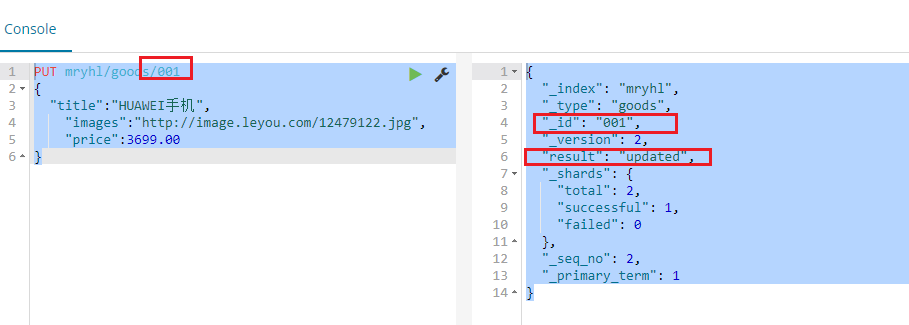 Console
1 PUT mryhl/goods/001
2 {
3 "title":"HUAWEI手机",
4 "images":"http://image.leyou.com/12479122.jpg",
5 "price":3699.00
6 }
1 {
2 "_index": "mryhl",
3 "_type": "goods",
4 "_id": "001",
5 "_version": 2,
6 "result": "updated",
7 "_shards": {
8 "total": 2,
9 "successful": 1,
10 "failed": 0
11 },
12 "_seq_no": 2,
13 "_primary_term": 1
14 }